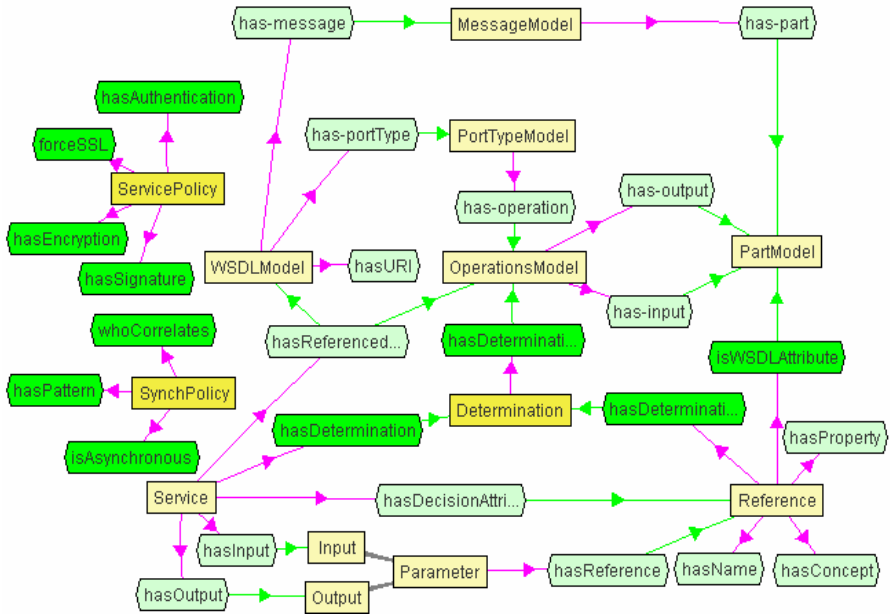 has-message
MessageModel
has-part
hasAuthentication
has-portType
PortTypeModel
forceSSL
ServicePolicy
has-output
has-operation
hasEncryption
PartModel
hasSignature
WSDLModel
hasURI
OperationsModel
has-input
whoCorrelates
hasReferenced...
hasDeterminati...
isWSDLAttribute
hasPattern
SynchPolicy
hasDetermination
Determination
hasDeterminati...
hasProperty
isAsynchronous
Service
hasDecisionAttri...
Reference
hasInput
Input
Parameter
hasReference
hasName
hasConcept
hasOutput
Output